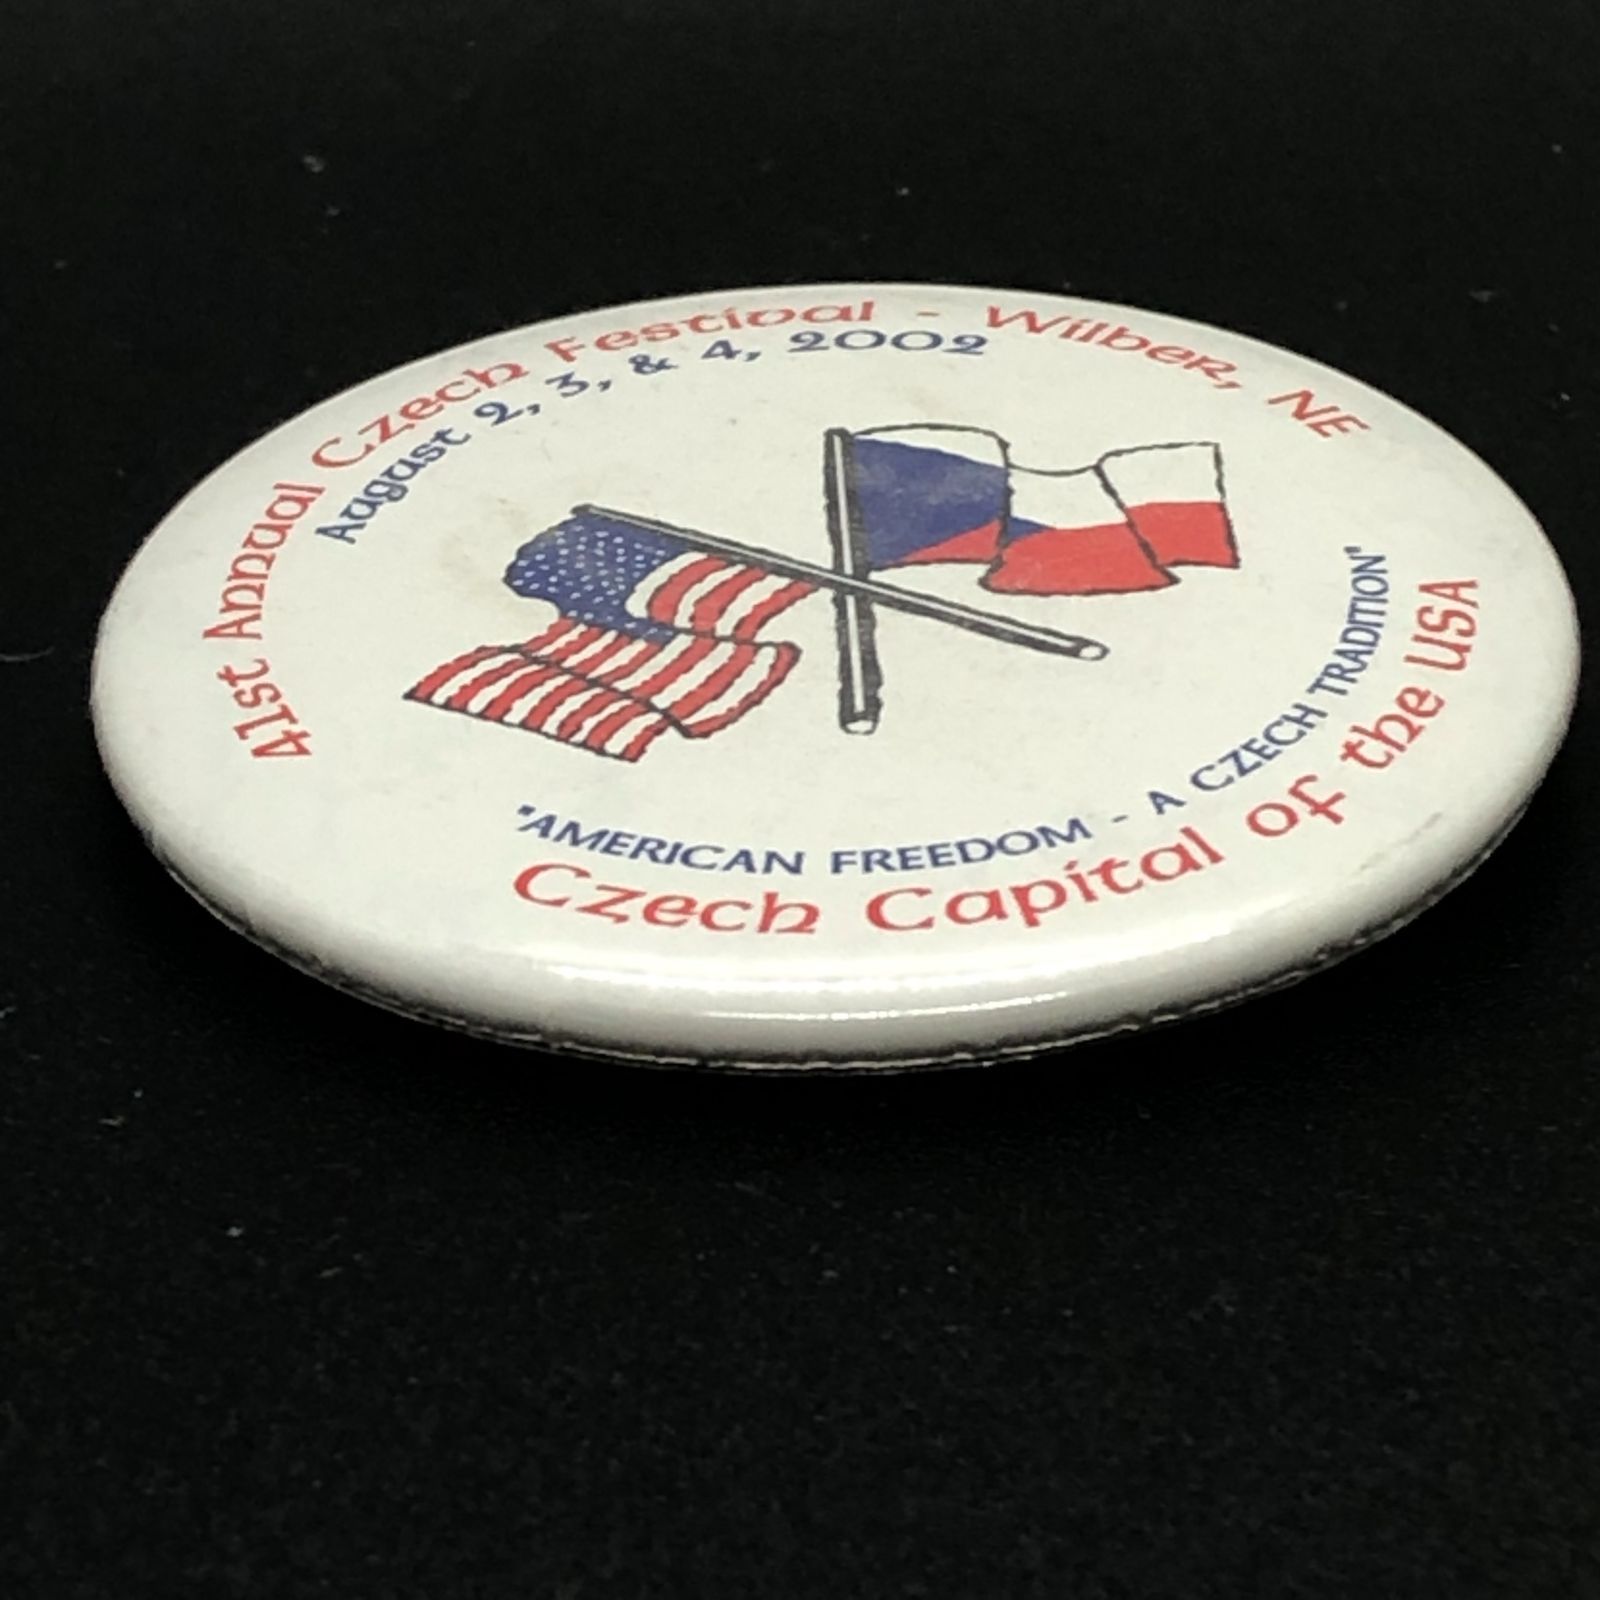 41st Annual Czech Festival - Wilber, NE
August 2, 3, & 4, 2002
"AMERICAN FREEDOM - A CZECH TRADITION"
Czech Capital of the USA